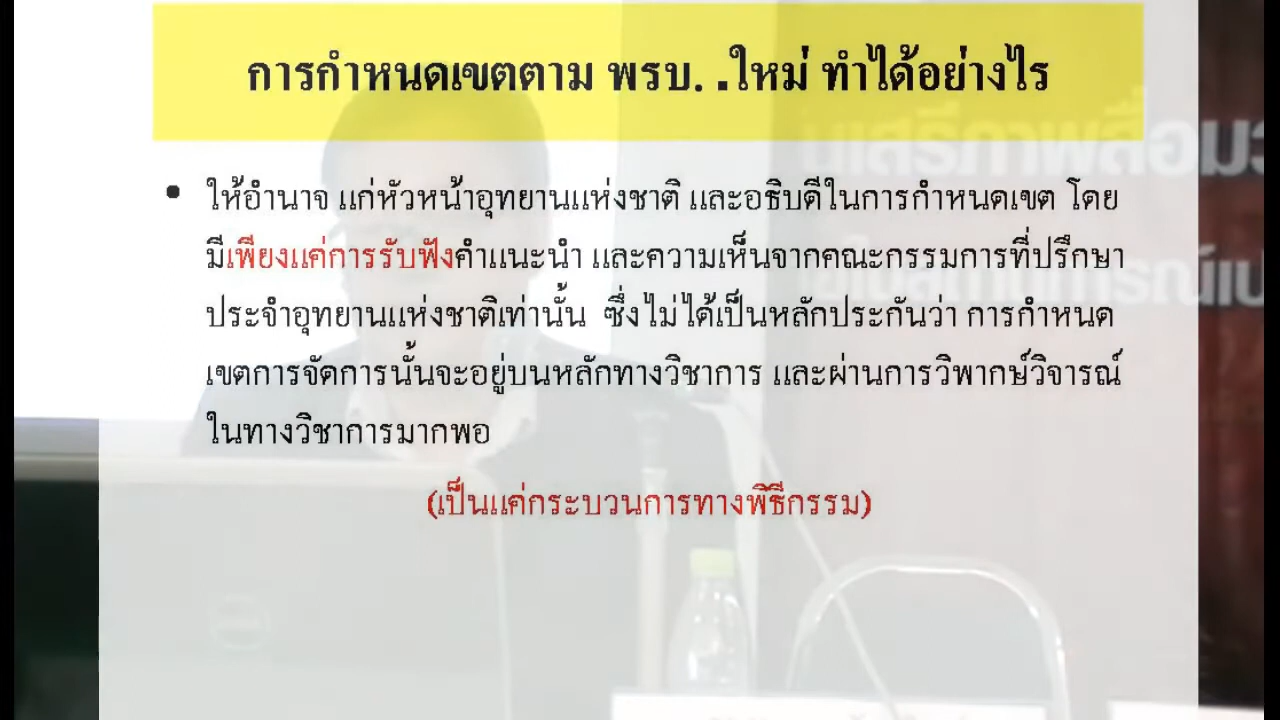 การกำหนดเขตตาม พรบ. .ใหม่ ทำได้อย่างไร
• ให้อำนาจ แก่หัวหน้าอุทยานแห่งชาติ และอธิบดีในการกำหนดเขต โดย
มีเพียงแค่การรับฟังคำแนะนำ และความเห็นจากคณะกรรมการที่ปรึกษา
ประจำอุทยานแห่งชาติเท่านั้น ซึ่งไม่ได้เป็นหลักประกันว่า การกำหนด
เขตการจัดการนั้นจะอยู่บนหลักทางวิชาการ และผ่านการวิพากษ์วิจารณ์
ในทางวิชาการมากพอ
(เป็นแค่กระบวนการทางพิธีกรรม)